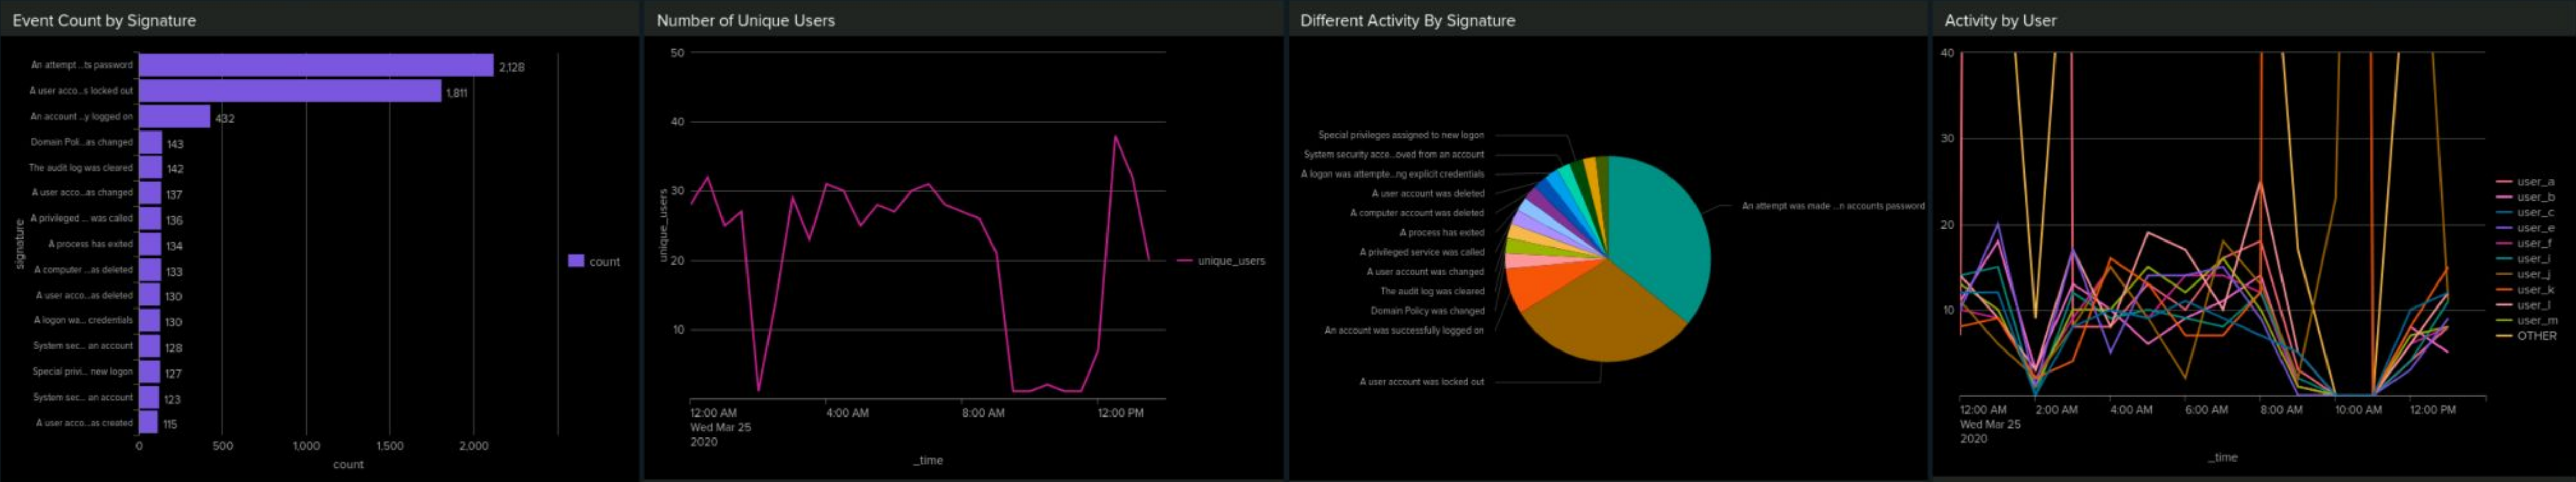 Event Count by Signature
An attempt ...ts password
2,128
A user acco...s locked out
1,811
An account ...y logged on
432
Domain Poli...as changed
143
The audit log was cleared
142
A user acco...as changed
137
A privileged ... was called
136
A process has exited
134
A computer ...as deleted
133
A user acco...as deleted
130
A logon wa... credentials
130
System sec... an account
128
Special privi... new logon
127
System sec... an account
123
A user acco...as created
115
signature
0
500
1,000
1,500
2,000
count
count
Number of Unique Users
50
40
30
20
10
unique_users
12:00 AM
Wed Mar 25
2020
4:00 AM
8:00 AM
12:00 PM
_time
unique_users
Different Activity By Signature
Special privileges assigned to new logon
System security acce...oved from an account
A logon was attempte...ng explicit credentials
A user account was deleted
A computer account was deleted
A process has exited
A privileged service was called
A user account was changed
The audit log was cleared
Domain Policy was changed
An account was successfully logged on
A user account was locked out
An attempt was made ...n accounts password
Activity by User
40
30
20
10
12:00 AM
Wed Mar 25
2020
2:00 AM
4:00 AM
6:00 AM
8:00 AM
10:00 AM
12:00 PM
_time
user_a
user_b
user_c
user_e
user_f
user_i
user_j
user_k
user_l
user_m
OTHER